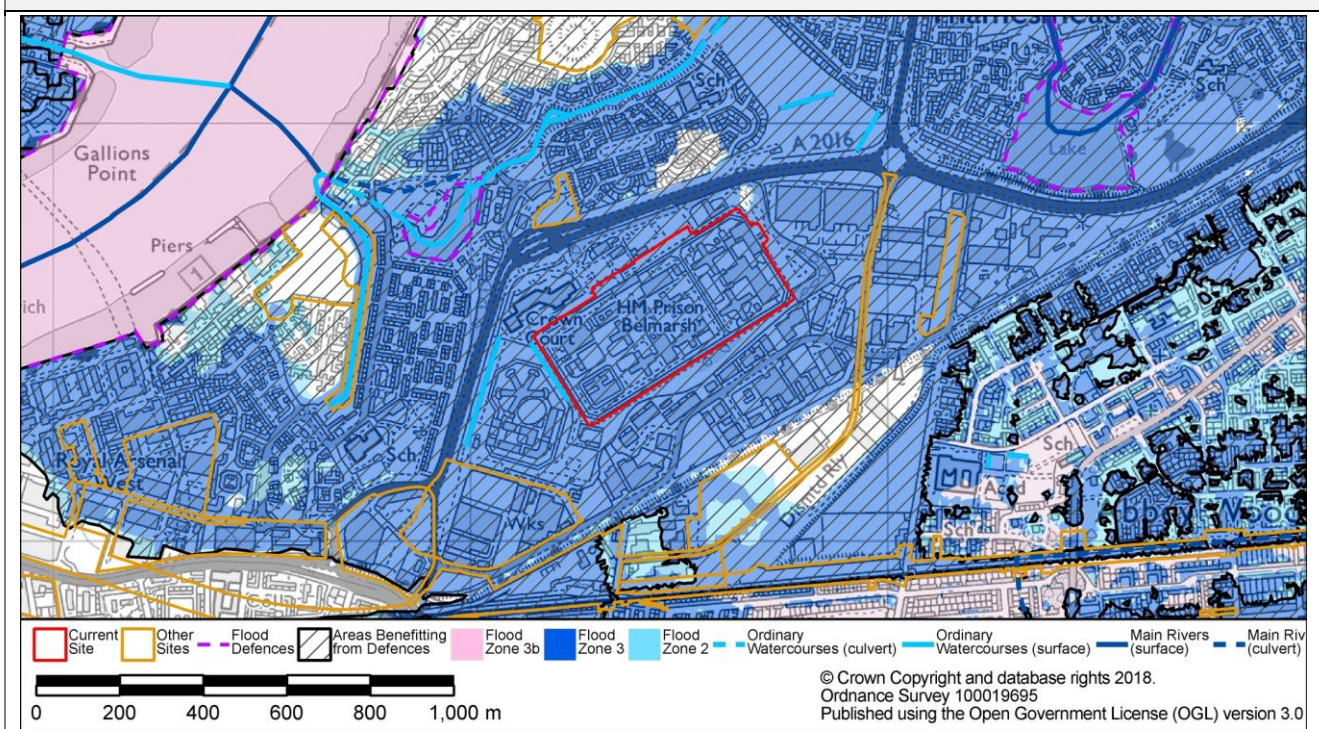 Gallions
Point
Piers
1
Sch
A 2016
Lake
Sch
HM Prison
Belmarsh
Crown
Court
Sch
Royal Arsenal
West
Wks
Dismtd Rly
Sch
Sch
Abbey Wood
Current
Site
Other
Sites
Flood
Defences
Areas Benefitting
from Defences
Flood
Zone 3b
Flood
Zone 3
Flood
Zone 2
Ordinary
Watercourses (culvert)
Ordinary
Watercourses (surface)
Main Rivers
(surface)
Main Riv
(culvert)
0 200 400 600 800 1,000 m
© Crown Copyright and database rights 2018.
Ordnance Survey 100019695
Published using the Open Government License (OGL) version 3.0